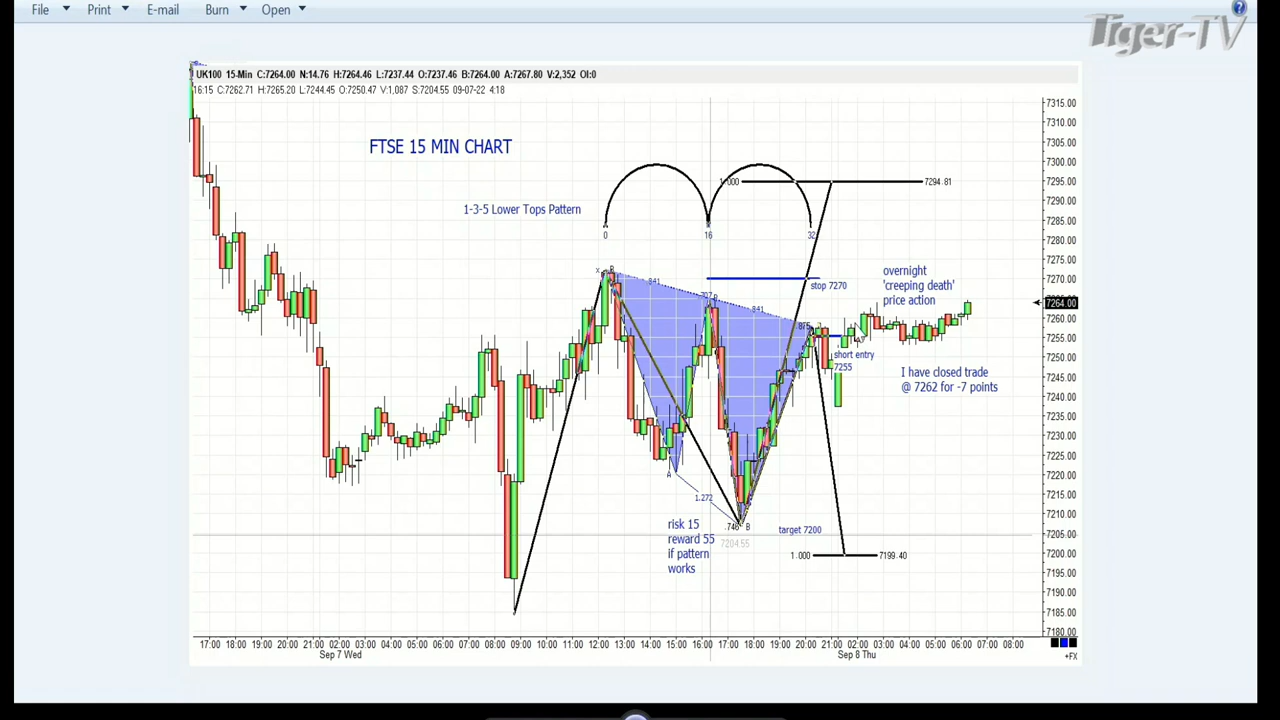 File Print E-mail Burn Open
Tiger-TV
UK100 15-Min C:7264.00 N:14.76 H:7264.46 L:7237.44 O:7237.46 B:7264.00 A:7267.80 V:2,352 OI:0
16:15 C:7262.71 H:7265.20 L:7244.45 O:7250.47 V:1,087 S:7204.55 09-07-22 4:18
7315.00
7310.00
7305.00
FTSE 15 MIN CHART
7300.00
7295.00
1.000
7294.81
7290.00
1-3-5 Lower Tops Pattern
7285.00
7280.00
0
16
32
7275.00
7270.00
overnight
'creeping death'
price action
X
.841
stop 7270
7264.00
.841
7260.00
7255.00
short entry
7255
7250.00
I have closed trade
@ 7262 for -7 points
7245.00
7240.00
7235.00
7230.00
7225.00
7220.00
A
1.272
7215.00
7210.00
.746 B
risk 15
reward 55
if pattern
works
target 7200
7204.55
7205.00
7200.00
1.000
7199.40
7195.00
7190.00
7185.00
7180.00
17:00 18:00 19:00 20:00 21:00 02:00 03:00 04:00 05:00 06:00 07:00 08:00 09:00 10:00 11:00 12:00 13:00 14:00 15:00 16:00 17:00 18:00 19:00 20:00 21:00 02:00 03:00 04:00 05:00 06:00 07:00 08:00
Sep 7 Wed
Sep 8 Thu
+FX